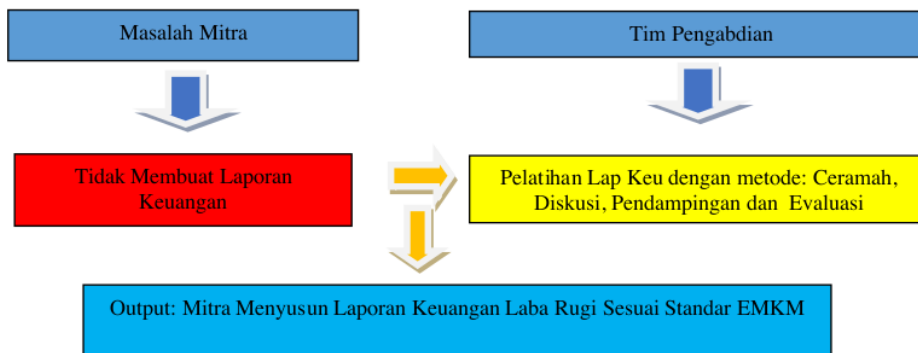 Masalah Mitra
Tim Pengabdian
Tidak Membuat Laporan
Keuangan
Pelatihan Lap Keu dengan metode: Ceramah,
Diskusi, Pendampingan dan Evaluasi
Output: Mitra Menyusun Laporan Keuangan Laba Rugi Sesuai Standar EMKM